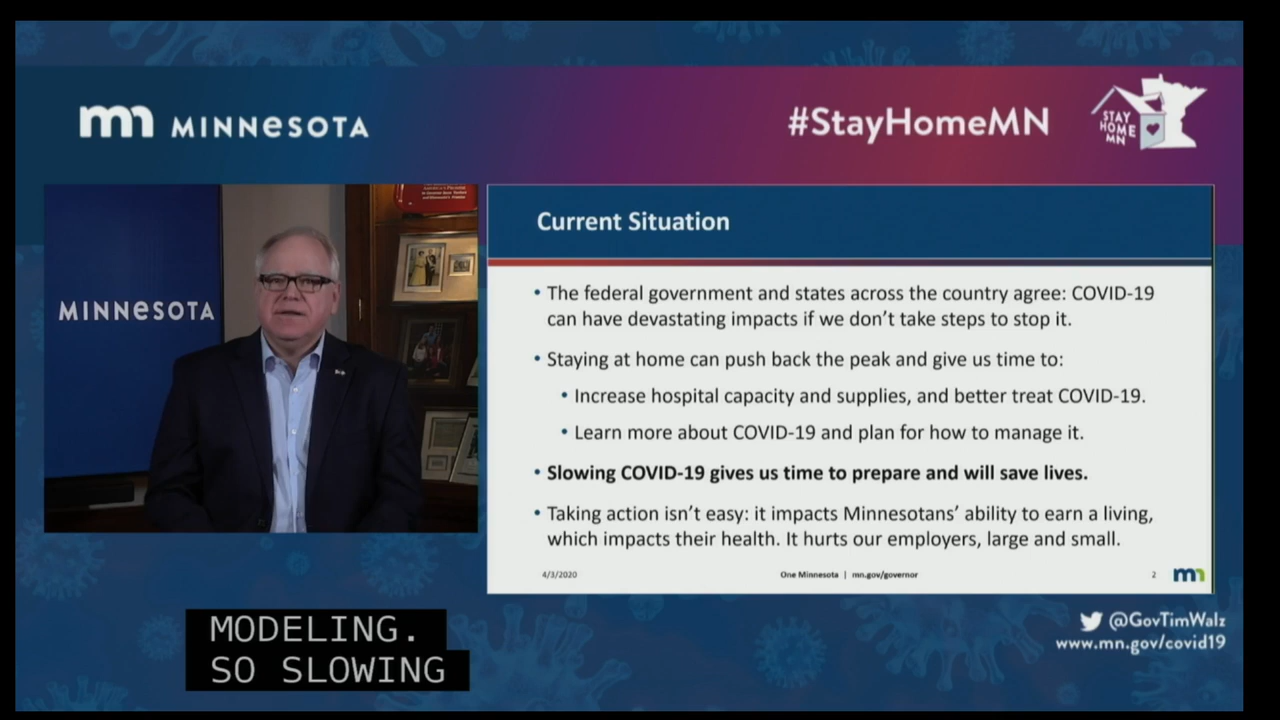 mn MINNESOTA
#StayHomeMN
STAY
HOME
MN
MINNESOTA
Current Situation
• The federal government and states across the country agree: COVID-19
can have devastating impacts if we don’t take steps to stop it.
• Staying at home can push back the peak and give us time to:
• Increase hospital capacity and supplies, and better treat COVID-19.
• Learn more about COVID-19 and plan for how to manage it.
• Slowing COVID-19 gives us time to prepare and will save lives.
• Taking action isn’t easy: it impacts Minnesotans’ ability to earn a living,
which impacts their health. It hurts our employers, large and small.
4/3/2020
One Minnesota | mn.gov/governor
2
mn
MODELING.
SO SLOWING
@GovTimWalz
www.mn.gov/covid19